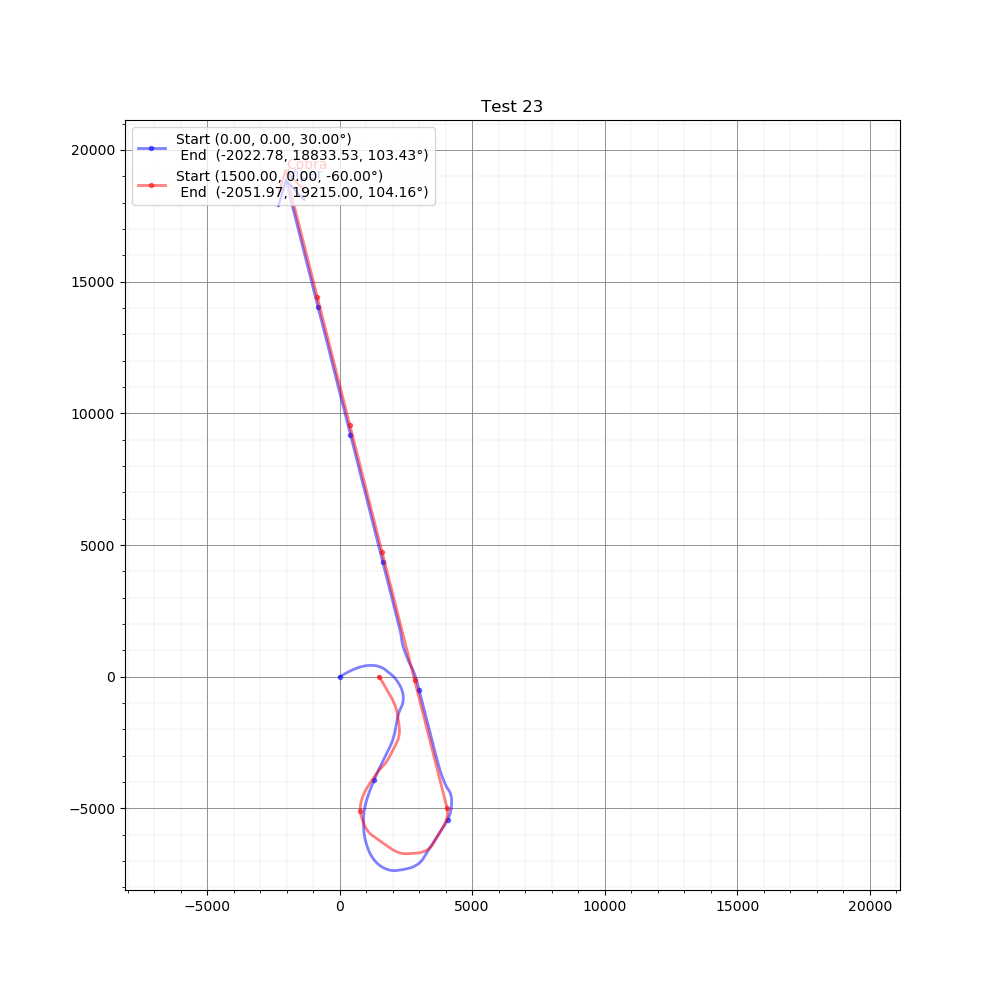 Test 23
Start (0.00, 0.00, 30.00°)
End (-2022.78, 18833.53, 103.43°)
Cobra
Start (1500.00, 0.00, -60.00°)
End (-2051.97, 19215.00, 104.16°)
20000
15000
10000
5000
0
−5000
−5000 0 5000 10000 15000 20000